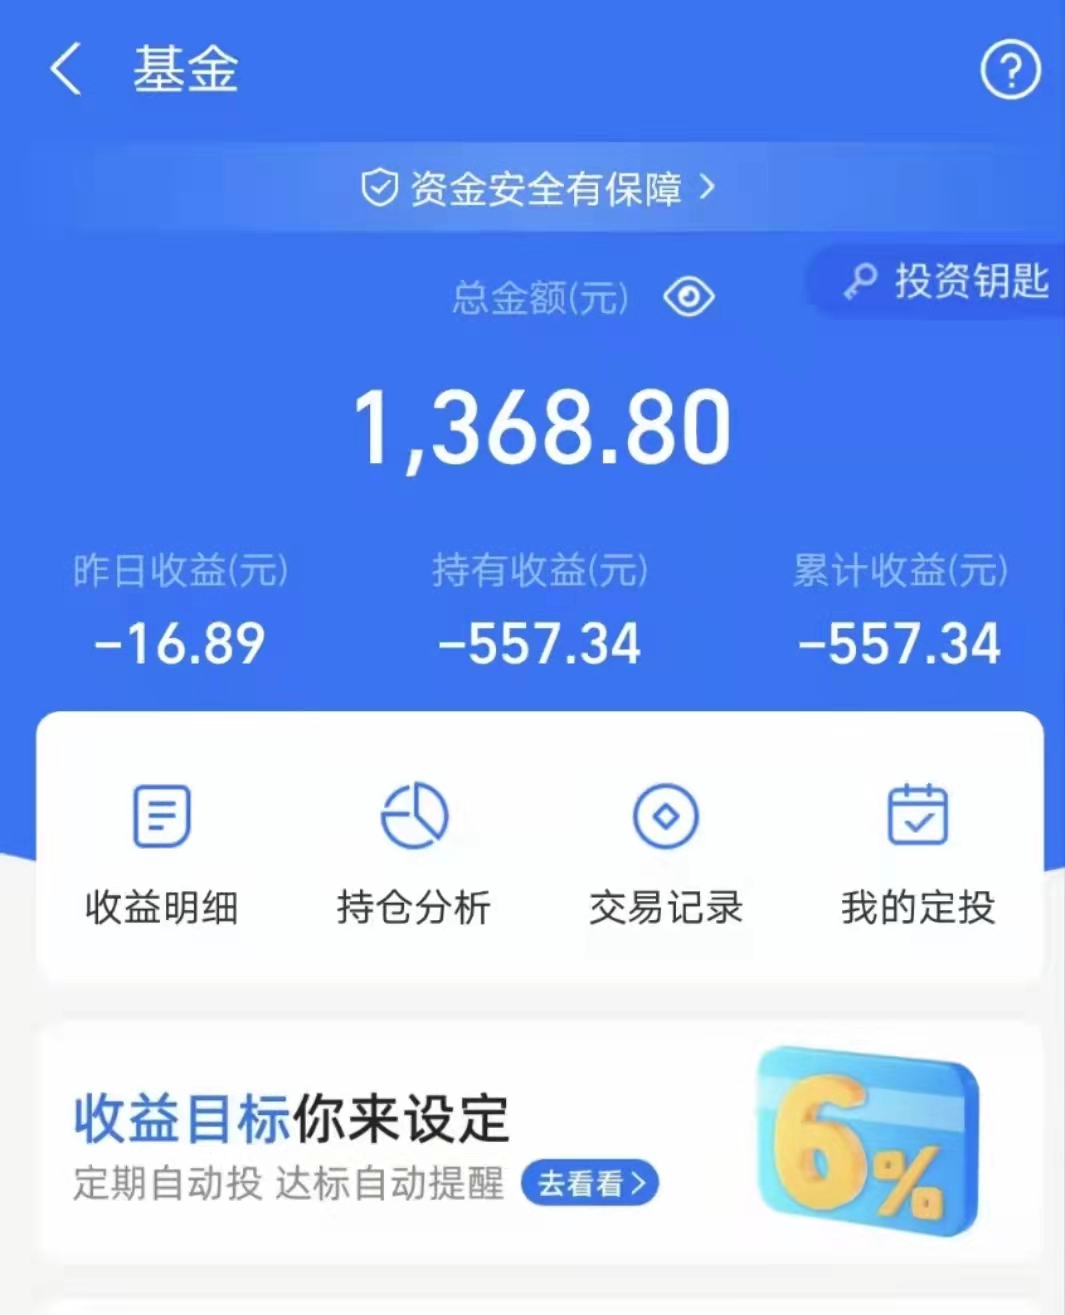 基金
资金安全有保障
总金额(元)
投资钥匙
1,368.80
昨日收益(元) 持有收益(元) 累计收益(元)
-16.89 -557.34 -557.34
收益明细 持仓分析 交易记录 我的定投
收益目标你来设定
定期自动投 达标自动提醒 去看看
6%